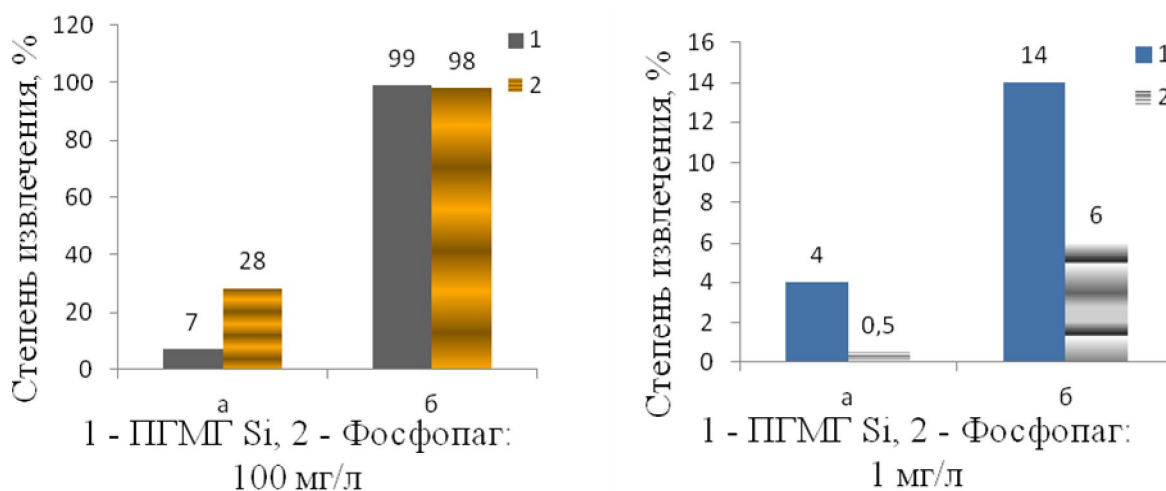 Степень извлечения, %
120
100
80
60
40
20
0
7
28
99
98
1
2
а
б
1 - ПГМГ Si, 2 - Фосфопаг:
100 мг/л
Степень извлечения, %
16
14
12
10
8
6
4
2
0
4
0,5
14
6
1
2
а
б
1 - ПГМГ Si, 2 - Фосфопаг:
1 мг/л